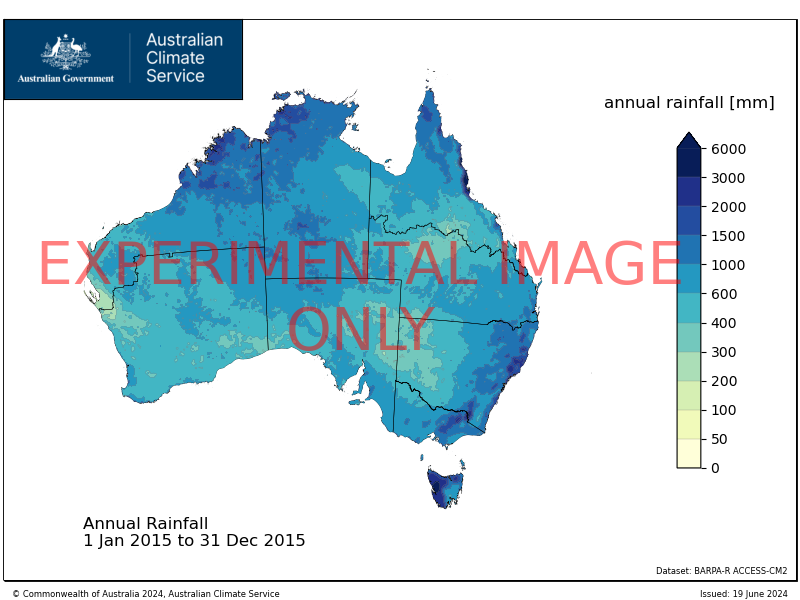 Australian Government
Australian
Climate
Service
annual rainfall [mm]
6000
3000
2000
1500
1000
600
400
300
200
100
50
0
EXPERIMENTAL IMAGE
ONLY
Annual Rainfall
1 Jan 2015 to 31 Dec 2015
Dataset: BARPA-R ACCESS-CM2
© Commonwealth of Australia 2024, Australian Climate Service
Issued: 19 June 2024